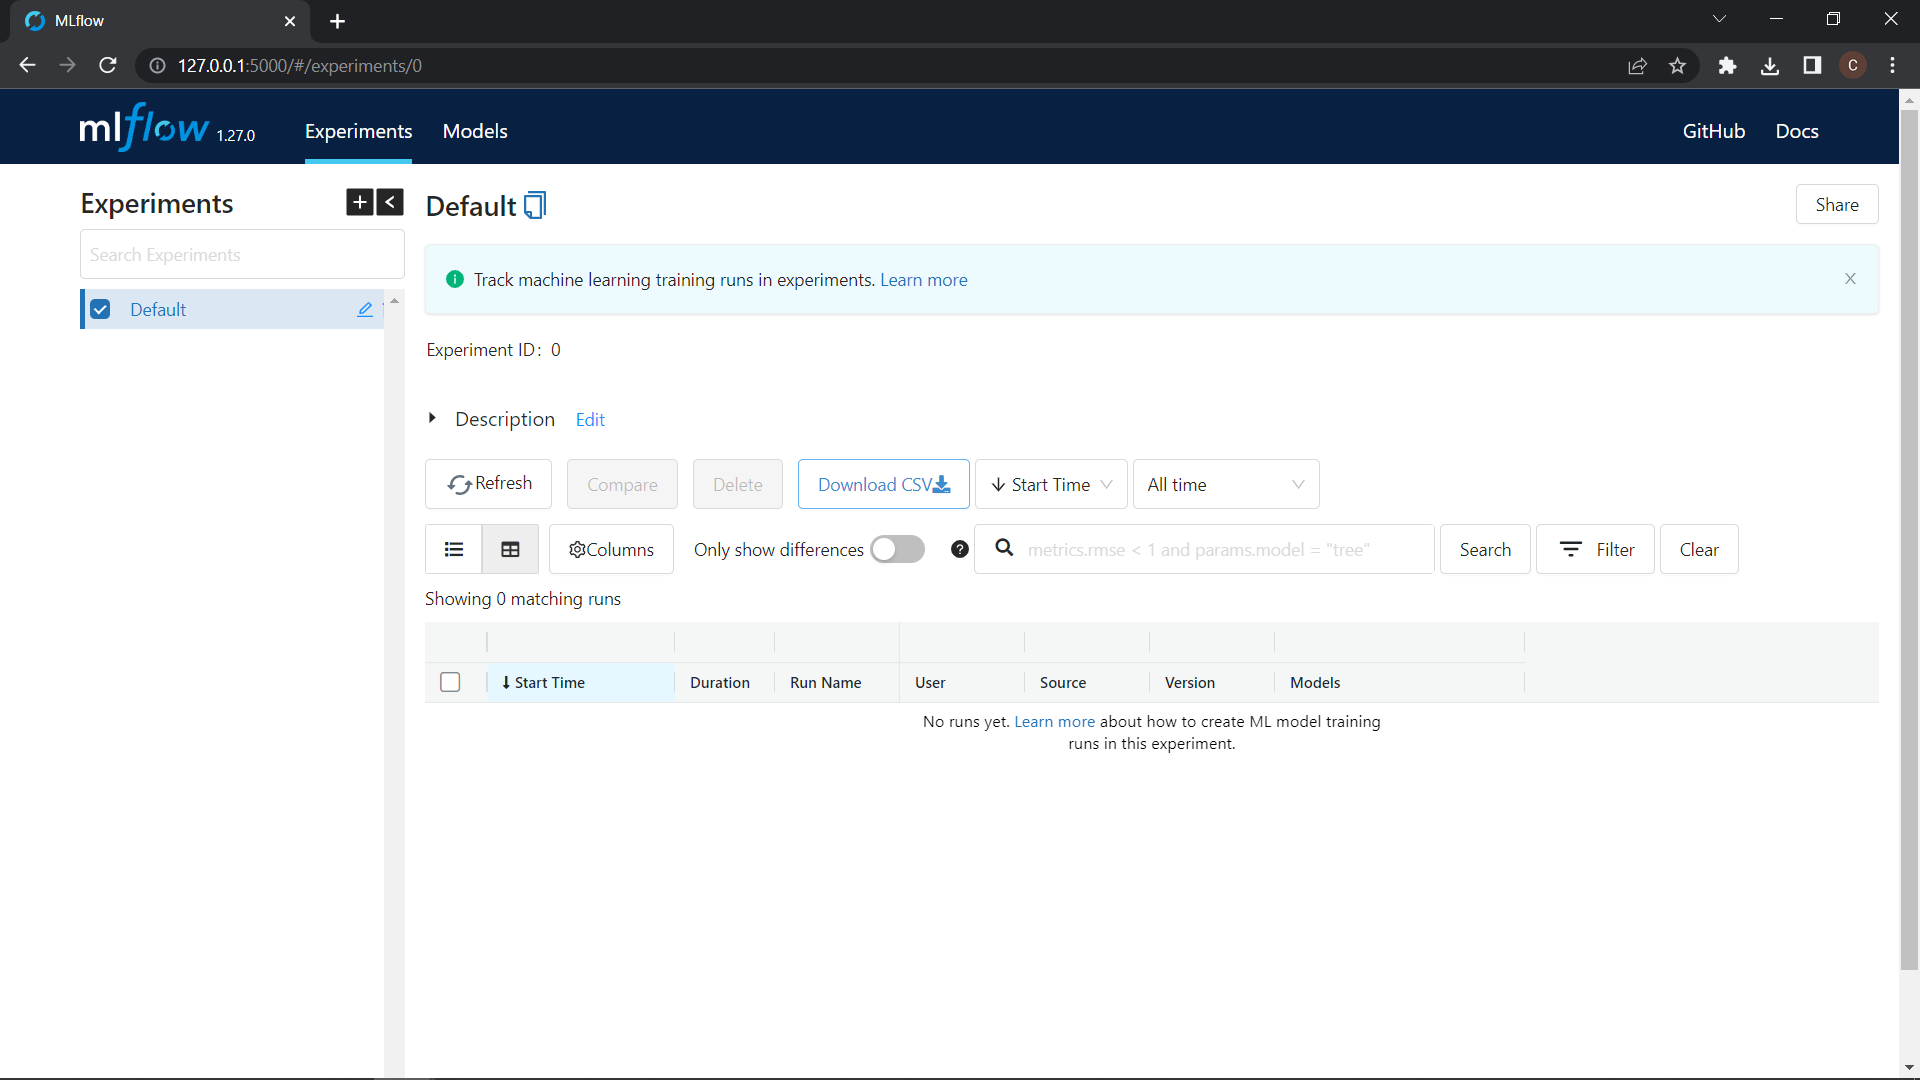 MLflow
127.0.0.1:5000/#/experiments/0
C
mlflow 1.27.0 Experiments Models GitHub Docs
Experiments
Default
Share
Search Experiments
Track machine learning training runs in experiments. Learn more
Default
Experiment ID: 0
Description Edit
Refresh Compare Delete Download CSV Start Time All time
Columns Only show differences metrics.rmse < 1 and params.model = "tree" Search Filter Clear
Showing 0 matching runs
Start Time Duration Run Name User Source Version Models
No runs yet. Learn more about how to create ML model training
runs in this experiment.